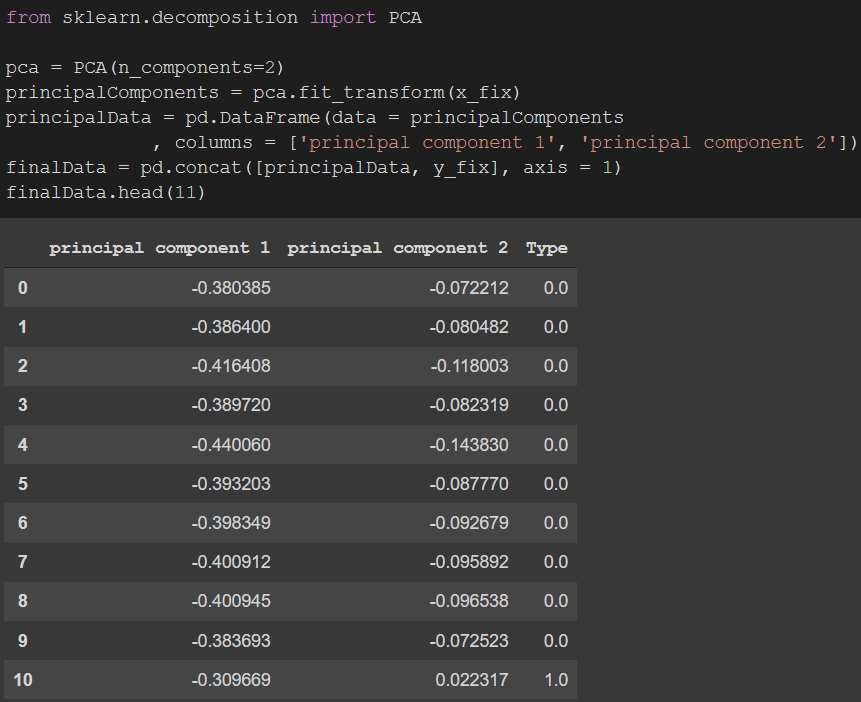 from sklearn.decomposition import PCA
pca = PCA(n_components=2)
principalComponents = pca.fit_transform(x_fix)
principalData = pd.DataFrame(data = principalComponents
, columns = ['principal component 1', 'principal component 2'])
finalData = pd.concat([principalData, y_fix], axis = 1)
finalData.head(11)
principal component 1 principal component 2 Type
0 -0.380385 -0.072212 0.0
1 -0.386400 -0.080482 0.0
2 -0.416408 -0.118003 0.0
3 -0.389720 -0.082319 0.0
4 -0.440060 -0.143830 0.0
5 -0.393203 -0.087770 0.0
6 -0.398349 -0.092679 0.0
7 -0.400912 -0.095892 0.0
8 -0.400945 -0.096538 0.0
9 -0.383693 -0.072523 0.0
10 -0.309669 0.022317 1.0